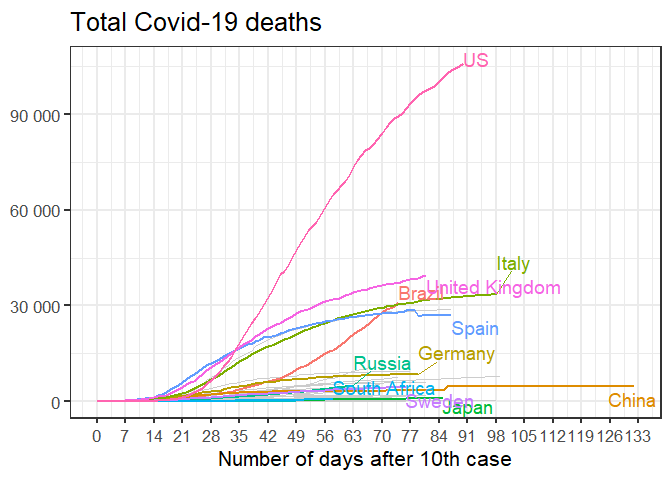 Total Covid-19 deaths
US
90 000
60 000
Italy
United Kingdom
Brazil
30 000
Spain
Germany
Russia
South Africa
Sweden
China
Japan
0
0 7 14 21 28 35 42 49 56 63 70 77 84 91 98 105 112 119 126 133
Number of days after 10th case